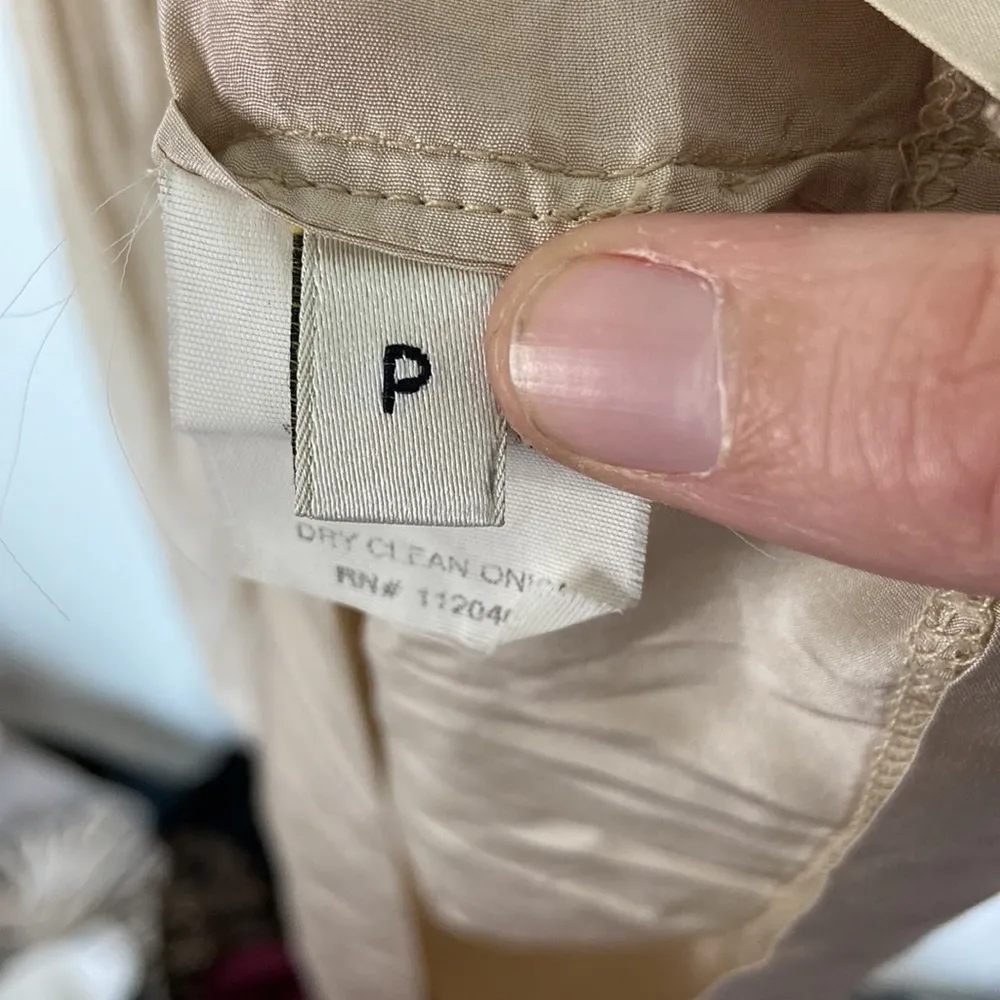 P
DRY CLEAN
RN# 11204